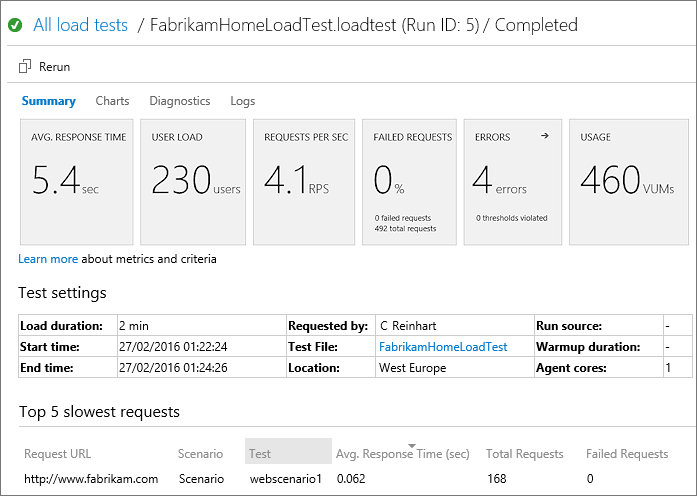 All load tests / FabrikamHomeLoadTest.loadtest (Run ID: 5) / Completed
Rerun
Summary Charts Diagnostics Logs
AVG. RESPONSE TIME USER LOAD REQUESTS PER SEC FAILED REQUESTS ERRORS → USAGE
5.4 sec 230 users 4.1 RPS 0 % 4 errors 460 VUMs
0 failed requests 0 thresholds violated
492 total requests
Learn more about metrics and criteria
Test settings
Load duration: 2 min Requested by: C Reinhart Run source: -
Start time: 27/02/2016 01:22:24 Test File: FabrikamHomeLoadTest Warmup duration: -
End time: 27/02/2016 01:24:26 Location: West Europe Agent cores: 1
Top 5 slowest requests
Request URL Scenario Test Avg. Response Time (sec) Total Requests Failed Requests
http://www.fabrikam.com Scenario webscenario1 0.062 168 0